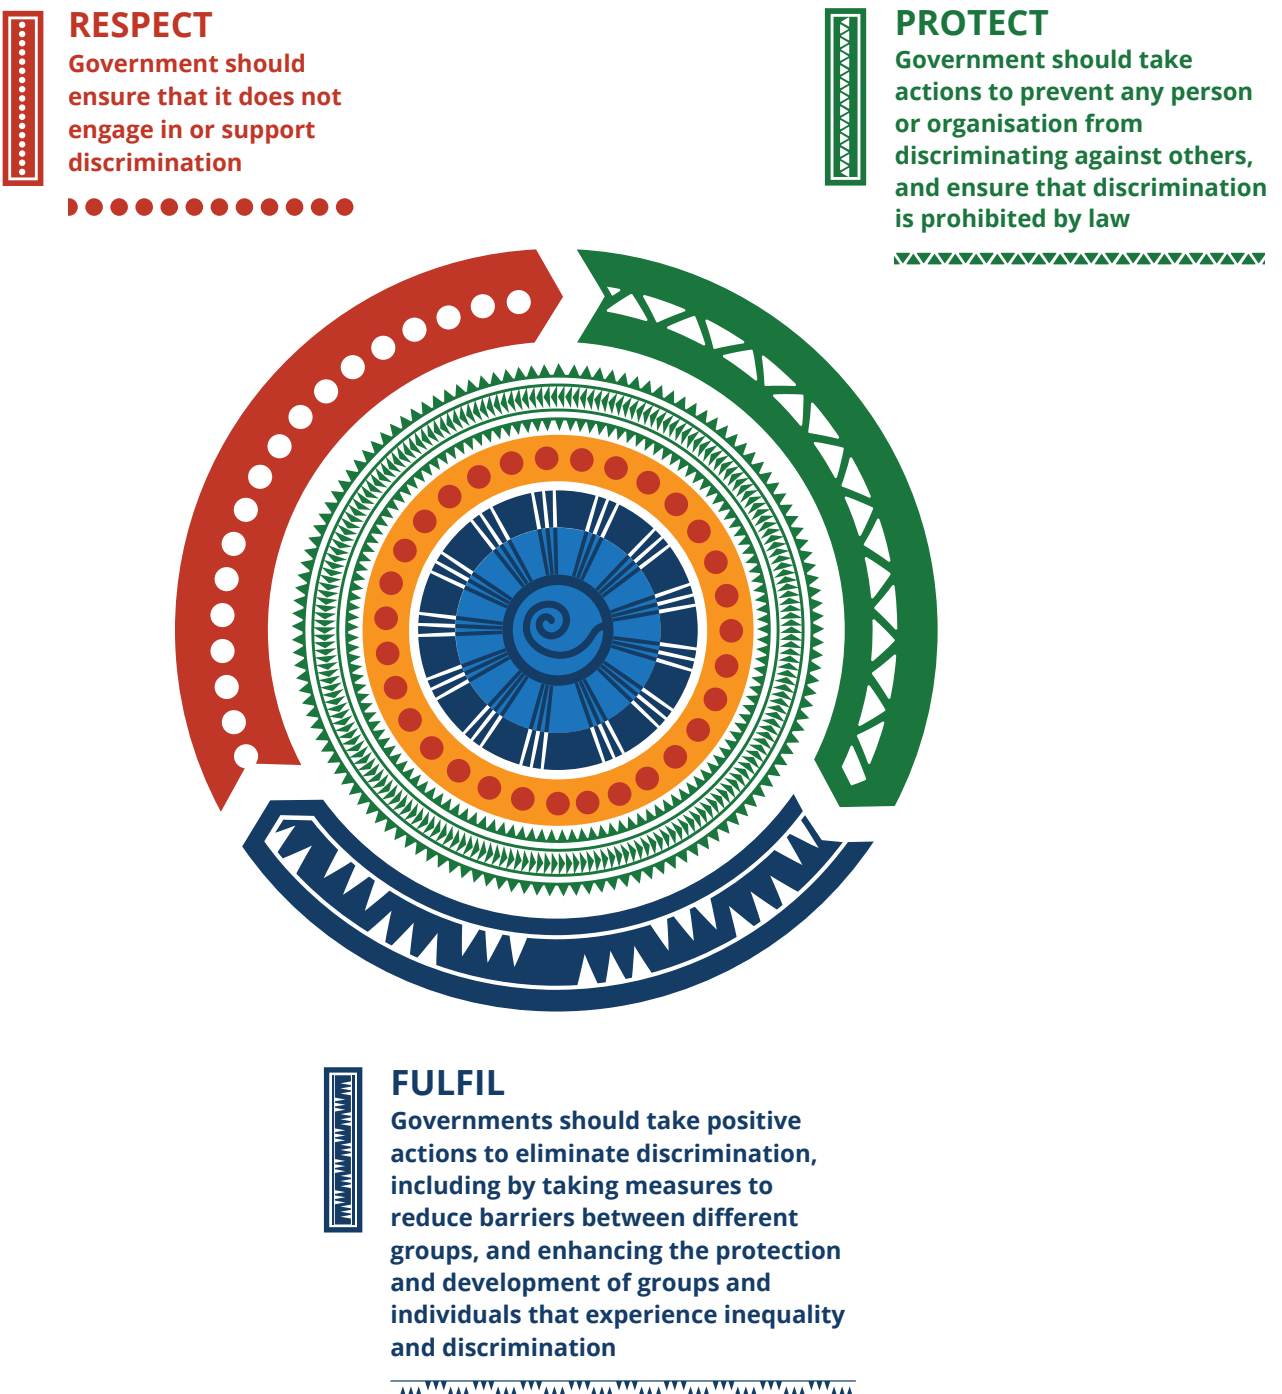 RESPECT
Government should
ensure that it does not
engage in or support
discrimination
PROTECT
Government should take
actions to prevent any person
or organisation from
discriminating against others,
and ensure that discrimination
is prohibited by law
FULFIL
Governments should take positive
actions to eliminate discrimination,
including by taking measures to
reduce barriers between different
groups, and enhancing the protection
and development of groups and
individuals that experience inequality
and discrimination